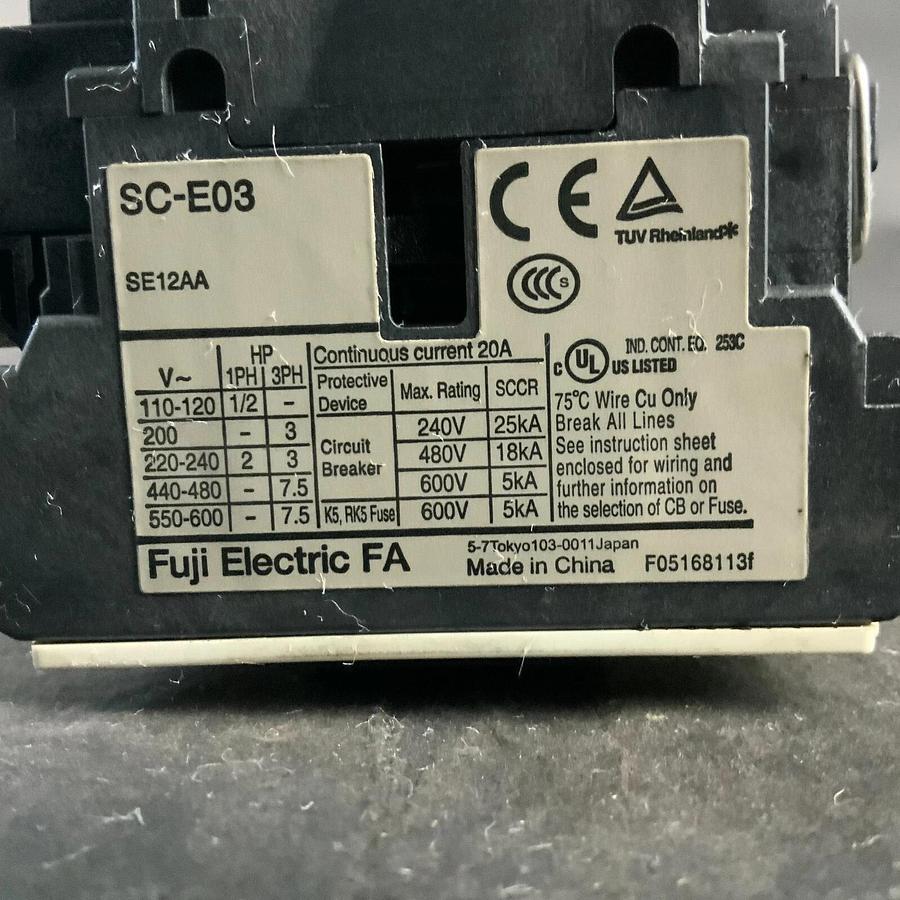 SC-E03
SE12AA
CE
TUV Rheinland
CCC S
V~ HP 1PH 3PH
110-120 1/2 -
200 - 3
220-240 2 3
440-480 - 7.5
550-600 - 7.5
Continuous current 20A
Protective Device Max. Rating SCCR
Circuit Breaker 240V 25kA
480V 18kA
600V 5kA
K5, RK5 Fuse 600V 5kA
c UL US LISTED IND. CONT. EQ. 253C
75°C Wire Cu Only
Break All Lines
See instruction sheet
enclosed for wiring and
further information on
the selection of CB or Fuse.
Fuji Electric FA
5-7Tokyo103-0011Japan
Made in China F05168113f